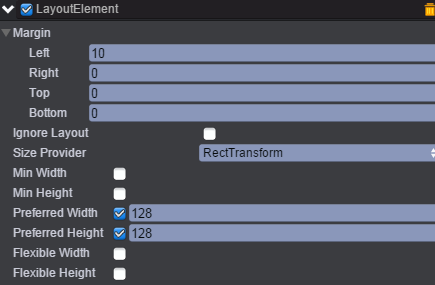 LayoutElement
Margin
Left 10
Right 0
Top 0
Bottom 0
Ignore Layout
Size Provider RectTransform
Min Width
Min Height
Preferred Width 128
Preferred Height 128
Flexible Width
Flexible Height